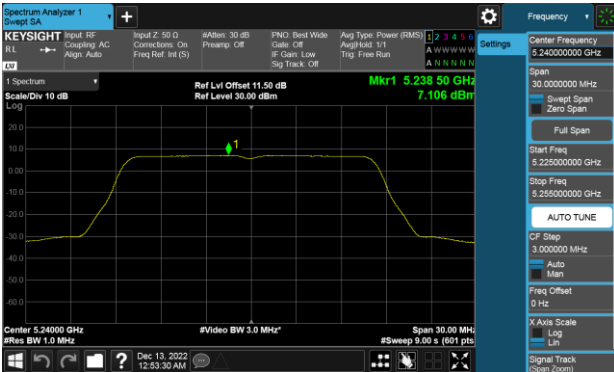 Spectrum Analyzer 1
Swept SA
Frequency
KEYSIGHT
RL
Input: RF
Coupling: AC
Align: Auto
Input Z: 50 Ω
Corrections: On
Freq Ref: Int (S)
#Atten: 30 dB
Preamp: Off
PNO: Best Wide
Gate: Off
IF Gain: Low
Sig Track: Off
Avg Type: Power (RMS)
Avg|Hold: 1/1
Trig: Free Run
1 2 3 4 5 6
A W W W W W
A N N N N N
1 Spectrum
Scale/Div 10 dB
Log
Ref Lvl Offset 11.50 dB
Ref Level 30.00 dBm
Mkr1 5.238 50 GHz
7.106 dBm
20.0
10.0
0.00
-10.0
-20.0
-30.0
-40.0
-50.0
-60.0
1
Center 5.24000 GHz
#Res BW 1.0 MHz
#Video BW 3.0 MHz*
Span 30.00 MHz
#Sweep 9.00 s (601 pts
Dec 13, 2022
12:53:30 AM
Settings
Center Frequency
5.240000000 GHz
Span
30.0000000 MHz
Swept Span
Zero Span
Full Span
Start Freq
5.225000000 GHz
Stop Freq
5.255000000 GHz
AUTO TUNE
CF Step
3.000000 MHz
Auto
Man
Freq Offset
0 Hz
X Axis Scale
Log
Lin
Signal Track
(Span Zoom)